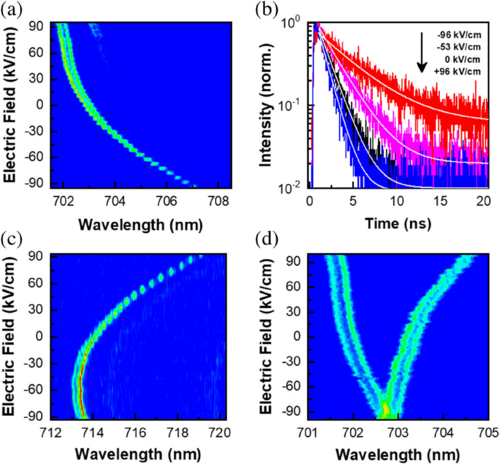 (a)
Electric Field (kV/cm)
90
60
30
0
-30
-60
-90
702 704 706 708
Wavelength (nm)
(b)
Intensity (norm.)
10⁰
10⁻¹
10⁻²
-96 kV/cm
-53 kV/cm
0 kV/cm
+96 kV/cm
0 5 10 15 20
Time (ns)
(c)
Electric Field (kV/cm)
90
60
30
0
-30
-60
-90
712 714 716 718 720
Wavelength (nm)
(d)
Electric Field (kV/cm)
90
60
30
0
-30
-60
-90
701 702 703 704 705
Wavelength (nm)